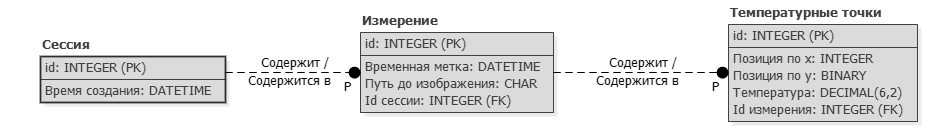 Сессия
id: INTEGER (PK)
Время создания: DATETIME
Содержит /
Содержится в
P
Измерение
id: INTEGER (PK)
Временная метка: DATETIME
Путь до изображения: CHAR
Id сессии: INTEGER (FK)
Содержит /
Содержится в
P
Температурные точки
id: INTEGER (PK)
Позиция по x: INTEGER
Позиция по y: BINARY
Температура: DECIMAL(6,2)
Id измерения: INTEGER (FK)